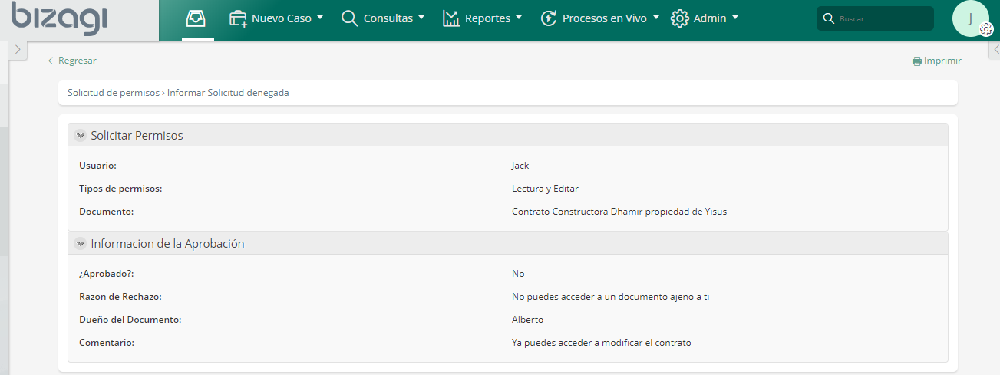 bizagi
Nuevo Caso
Consultas
Reportes
Procesos en Vivo
Admin
Buscar
J
Regresar
Imprimir
Solicitud de permisos › Informar Solicitud denegada
Solicitar Permisos
Usuario: Jack
Tipos de permisos: Lectura y Editar
Documento: Contrato Constructora Dhamir propiedad de Yisus
Informacion de la Aprobación
¿Aprobado?: No
Razon de Rechazo: No puedes acceder a un documento ajeno a ti
Dueño del Documento: Alberto
Comentario: Ya puedes acceder a modificar el contrato